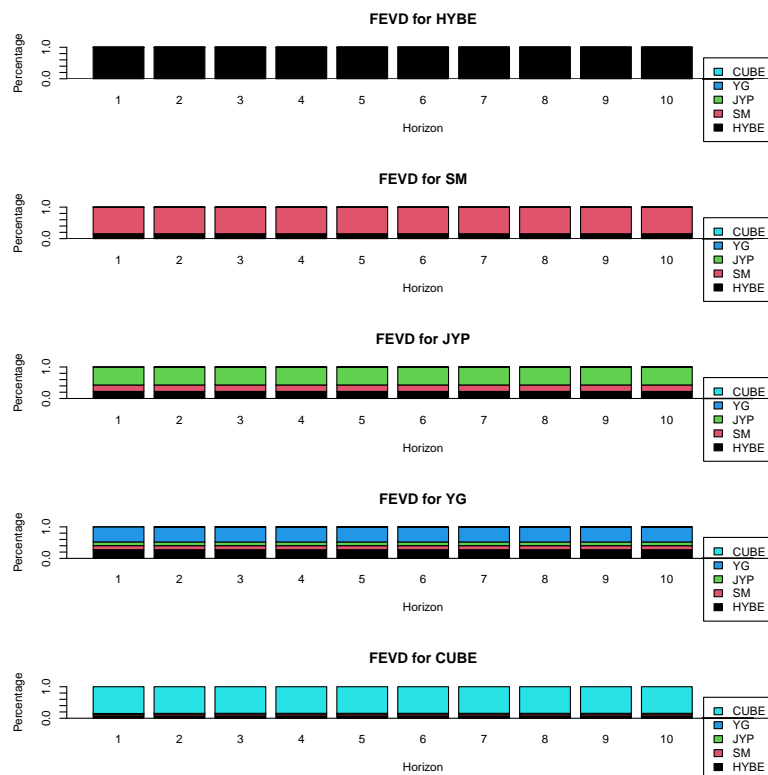 FEVD for HYBE
Percentage
0.0 1.0
1 2 3 4 5 6 7 8 9 10
Horizon
CUBE
YG
JYP
SM
HYBE
FEVD for SM
Percentage
0.0 1.0
1 2 3 4 5 6 7 8 9 10
Horizon
CUBE
YG
JYP
SM
HYBE
FEVD for JYP
Percentage
0.0 1.0
1 2 3 4 5 6 7 8 9 10
Horizon
CUBE
YG
JYP
SM
HYBE
FEVD for YG
Percentage
0.0 1.0
1 2 3 4 5 6 7 8 9 10
Horizon
CUBE
YG
JYP
SM
HYBE
FEVD for CUBE
Percentage
0.0 1.0
1 2 3 4 5 6 7 8 9 10
Horizon
CUBE
YG
JYP
SM
HYBE